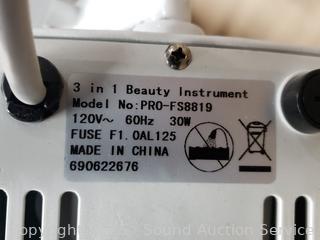 3 in 1 Beauty Instrument
Model No:PRO-FS8819
120V~ 60Hz 30W
FUSE F1.0AL125
MADE IN CHINA
690622676
Sound Auction Service